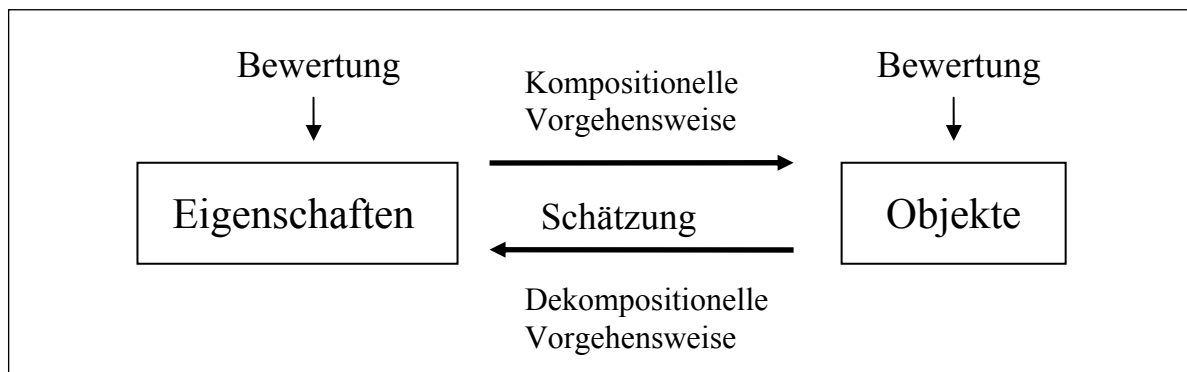 Bewertung
Kompositionelle
Vorgehensweise
Bewertung
Eigenschaften
Schätzung
Objekte
Dekompositionelle
Vorgehensweise